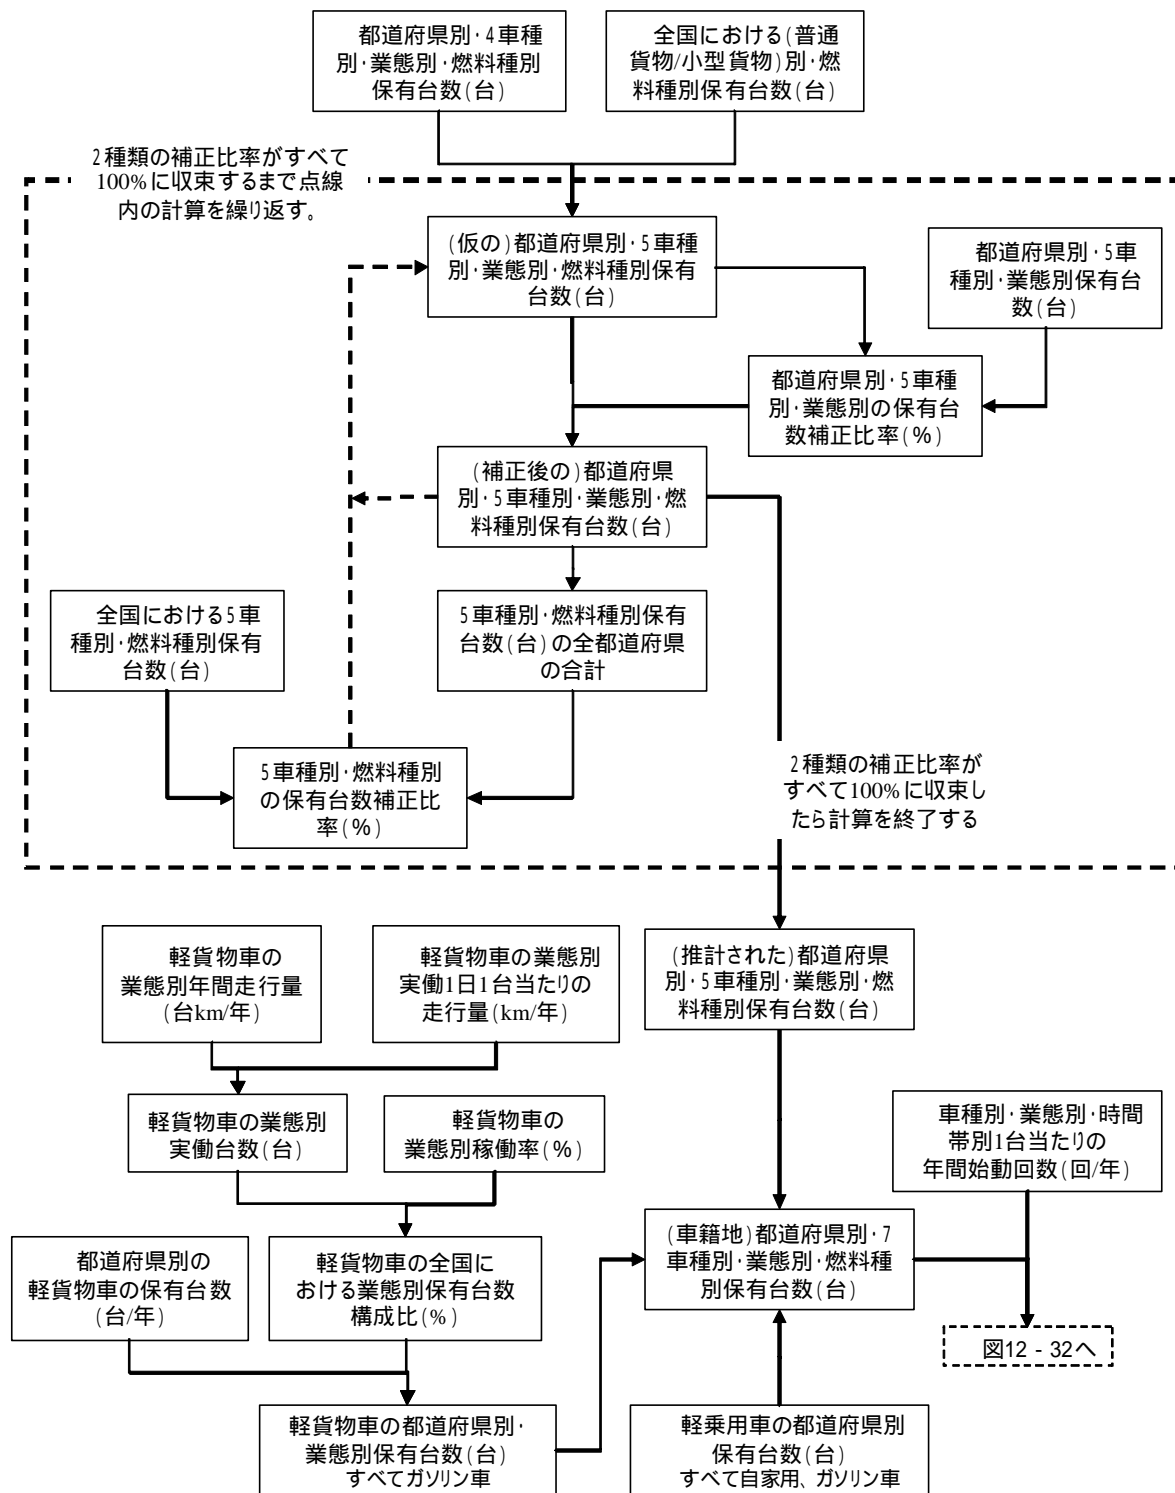 都道府県別・4車種
別・業態別・燃料種別
保有台数(台)
全国における(普通
貨物/小型貨物)別・燃
料種別保有台数(台)
2種類の補正比率がすべて
100%に収束するまで点線
内の計算を繰り返す。
(仮の)都道府県別・5車種
別・業態別・燃料種別保有
台数(台)
都道府県別・5車
種別・業態別保有台
数(台)
都道府県別・5車種
別・業態別の保有台
数補正比率(%)
(補正後の)都道府県
別・5車種別・業態別・燃
料種別保有台数(台)
全国における5車
種別・燃料種別保有
台数(台)
5車種別・燃料種別保有
台数(台)の全都道府県
の合計
5車種別・燃料種別
の保有台数補正比
率(%)
2種類の補正比率が
すべて100%に収束し
たら計算を終了する
軽貨物車の
業態別年間走行量
(台km/年)
軽貨物車の業態別
実働1日1台当たりの
走行量(km/年)
(推計された)都道府県
別・5車種別・業態別・燃
料種別保有台数(台)
軽貨物車の業態別
実働台数(台)
軽貨物車の
業態別稼働率(%)
車種別・業態別・時間
帯別1台当たりの
年間始動回数(回/年)
都道府県別の
軽貨物車の保有台数
(台/年)
軽貨物車の全国に
おける業態別保有台数
構成比(%)
(車籍地)都道府県別・7
車種別・業態別・燃料種
別保有台数(台)
図12-32へ
軽貨物車の都道府県別・
業態別保有台数(台)
すべてガソリン車
軽乗用車の都道府県別
保有台数(台)
すべて自家用、ガソリン車